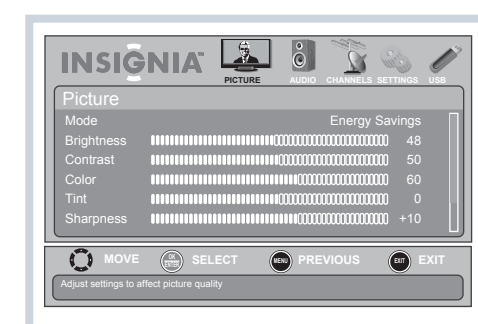 INSIGNIA
PICTURE AUDIO CHANNELS SETTINGS USB
Picture
Mode Energy Savings
Brightness 48
Contrast 50
Color 60
Tint 0
Sharpness +10
MOVE OK ENTER SELECT MENU PREVIOUS EXIT EXIT
Adjust settings to affect picture quality